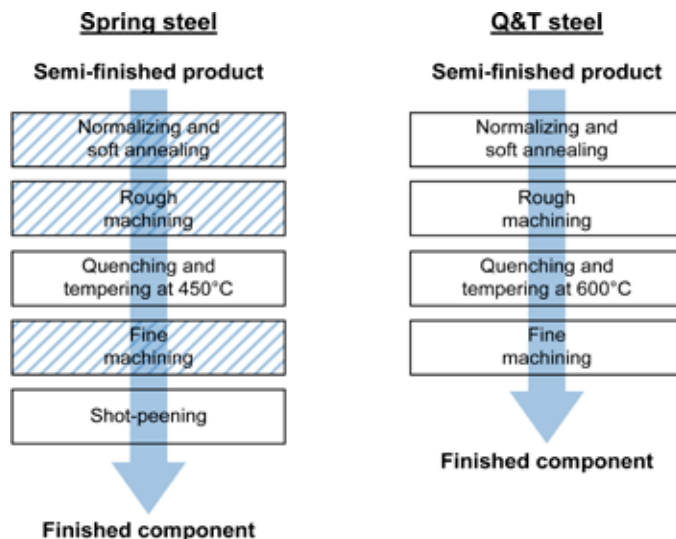 Spring steel
Semi-finished product
Normalizing and
soft annealing
Rough
machining
Quenching and
tempering at 450°C
Fine
machining
Shot-peening
Finished component
Q&T steel
Semi-finished product
Normalizing and
soft annealing
Rough
machining
Quenching and
tempering at 600°C
Fine
machining
Finished component